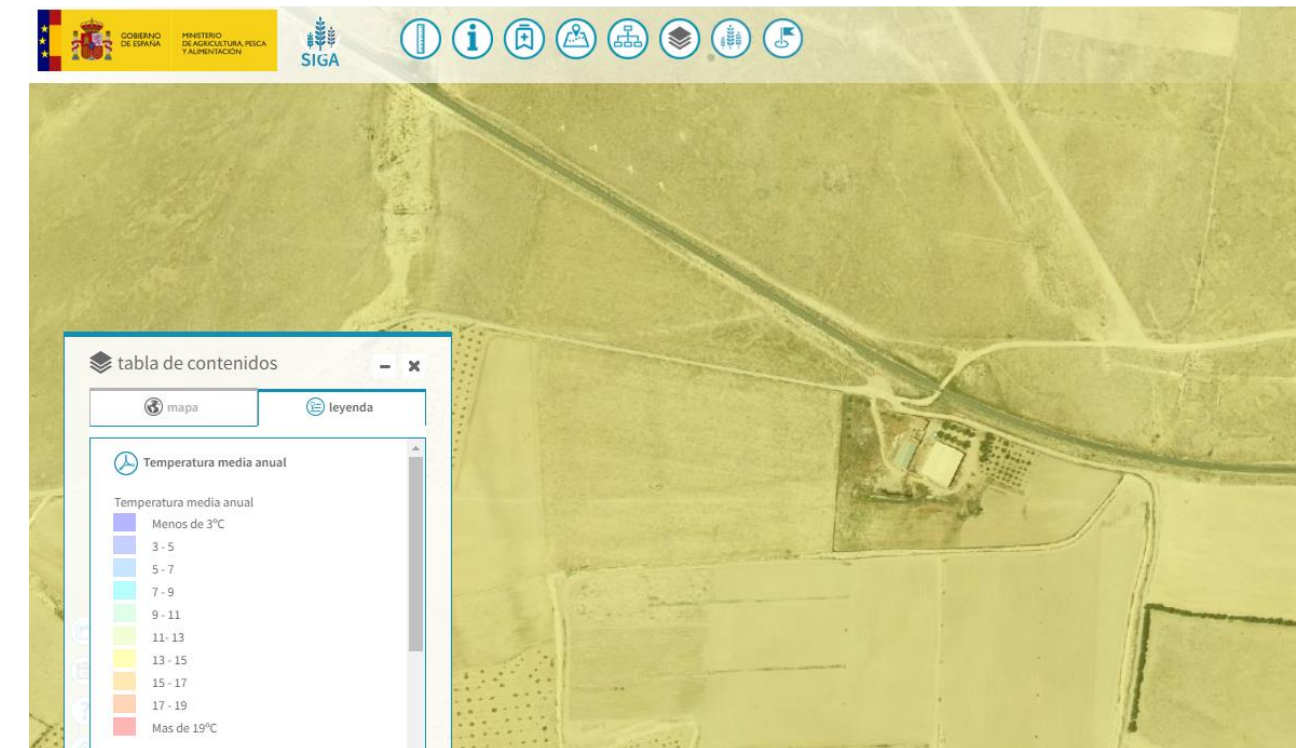 GOBIERNO
DE ESPAÑA
MINISTERIO
DE AGRICULTURA, PESCA
Y ALIMENTACIÓN
SIGA
tabla de contenidos
mapa
leyenda
Temperatura media anual
Temperatura media anual
Menos de 3ºC
3 - 5
5 - 7
7 - 9
9 - 11
11- 13
13 - 15
15 - 17
17 - 19
Mas de 19ºC